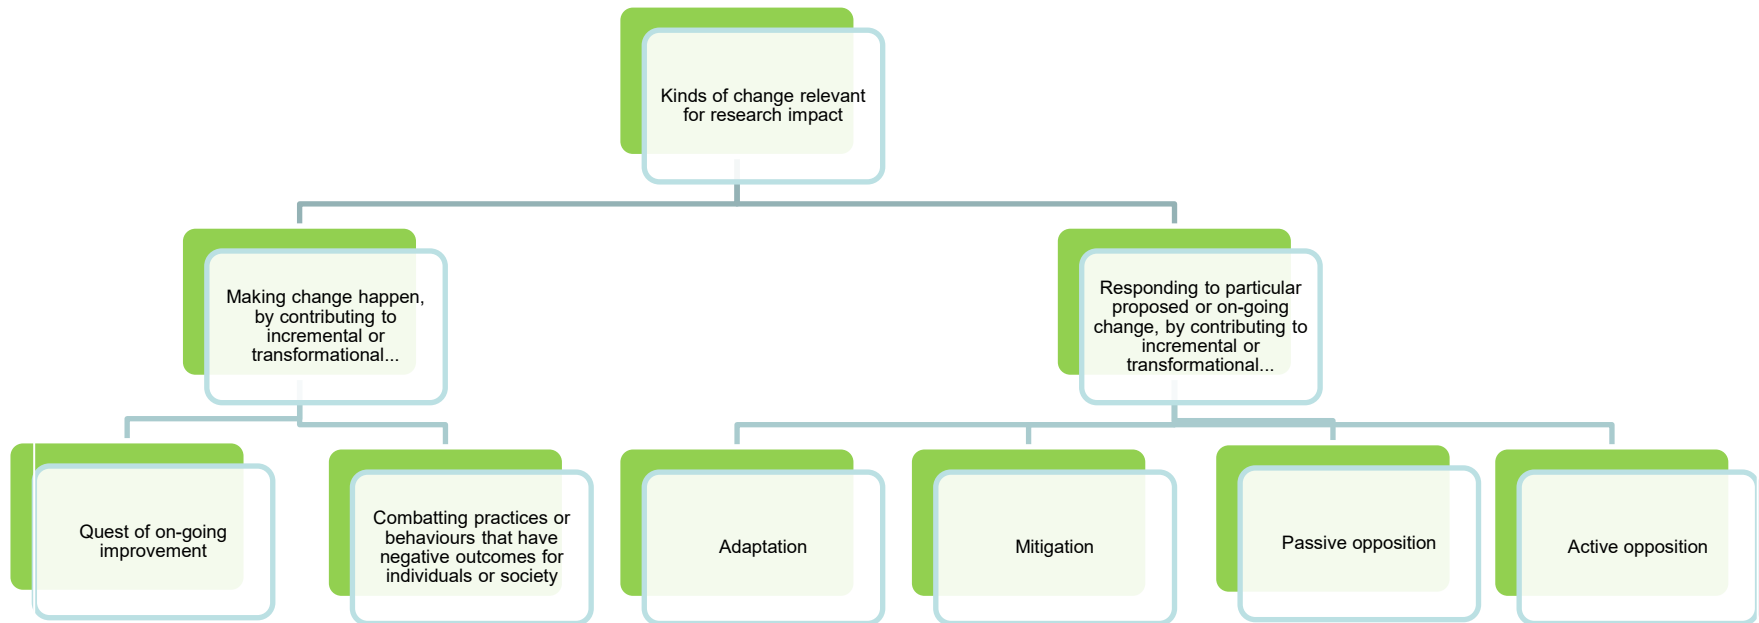 Kinds of change relevant
for research impact
Making change happen,
by contributing to
incremental or
transformational...
Responding to particular
proposed or on-going
change, by contributing to
incremental or
transformational...
Quest of on-going
improvement
Combatting practices or
behaviours that have
negative outcomes for
individuals or society
Adaptation
Mitigation
Passive opposition
Active opposition